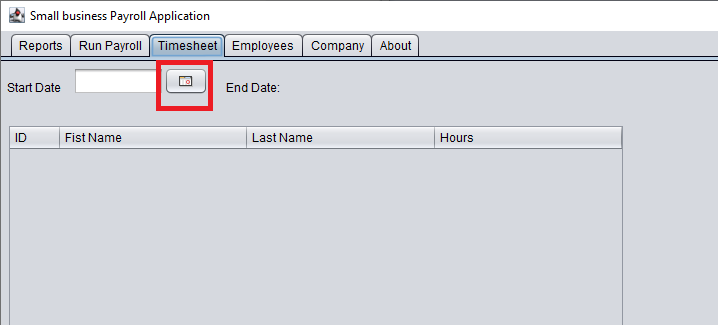 Small business Payroll Application
Reports Run Payroll Timesheet Employees Company About
Start Date End Date:
ID Fist Name Last Name Hours